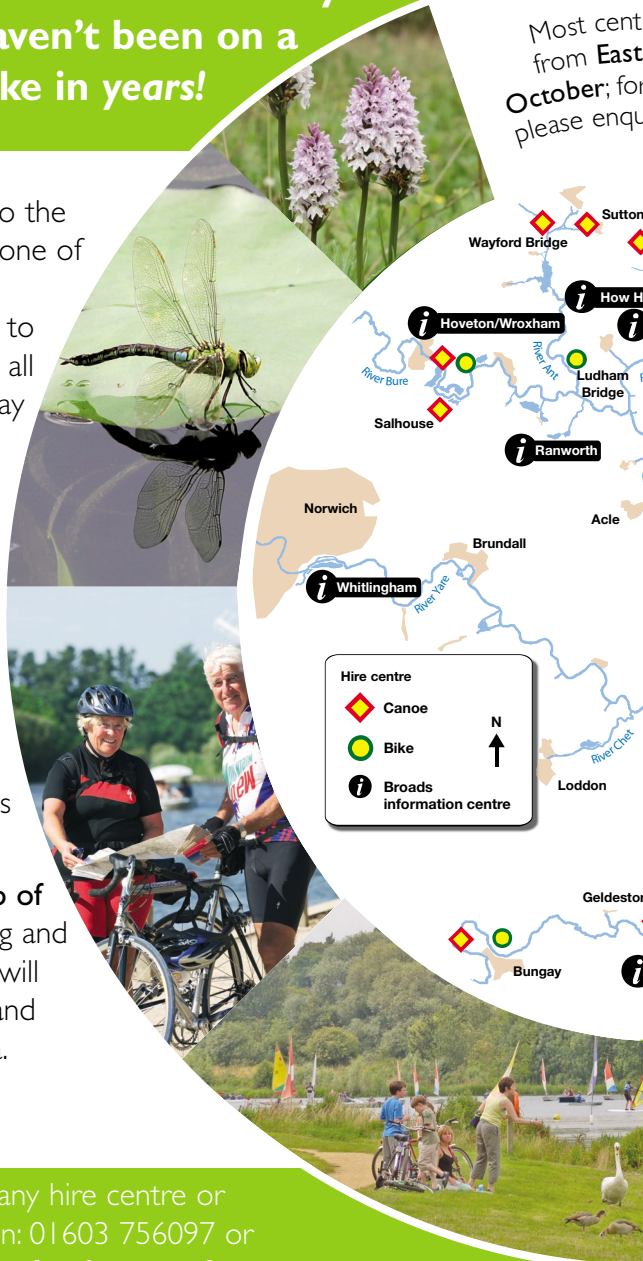 aven't been on a
ke in years!
Most cent
from East
October; for
please enqu
o the
one of
to
all
ay
Sutton
Wayford Bridge
How H
Hoveton/Wroxham
River Ant
River Bure
Ludham
Bridge
Salhouse
Ranworth
Norwich
Acle
Brundall
Whitlingham
River Yare
Hire centre
Canoe
Bike
Broads
information centre
N
River Chet
Loddon
s
p of
g and
will
and
a.
Geldeston
Bungay
any hire centre or
n: 01603 756097 or